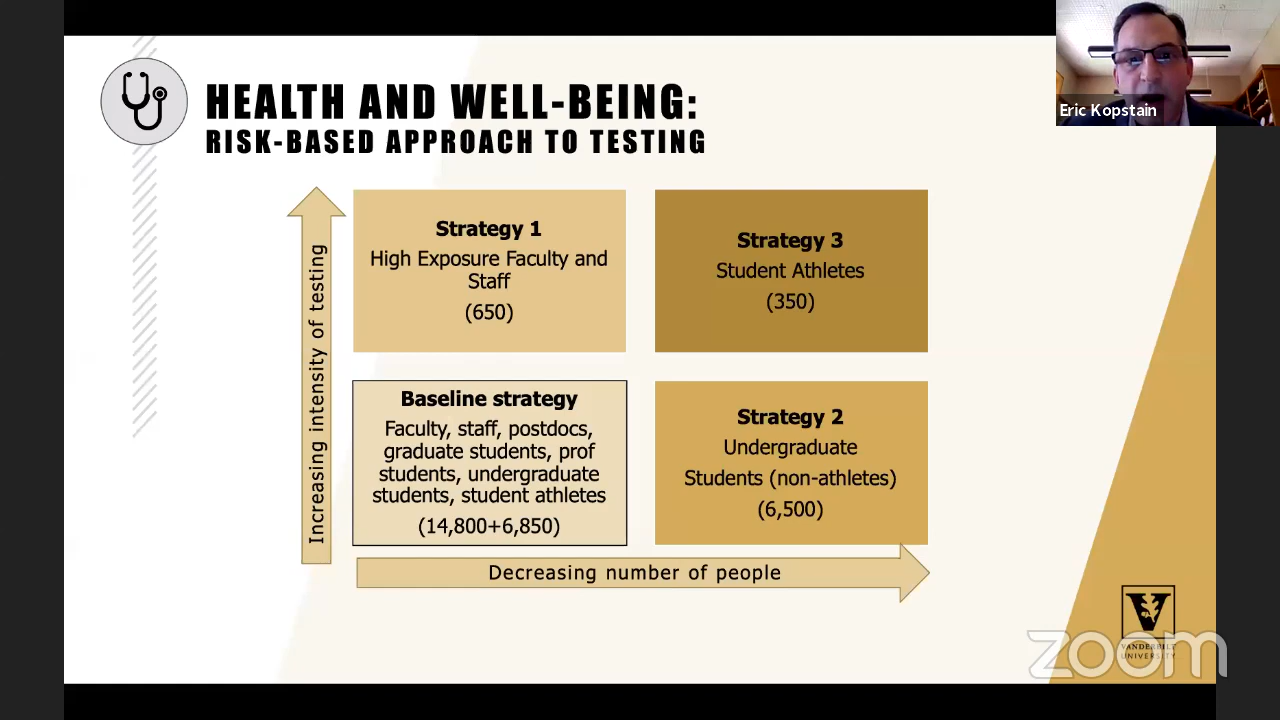 HEALTH AND WELL-BEING:
RISK-BASED APPROACH TO TESTING
Eric Kopstain
Increasing intensity of testing
Strategy 1
High Exposure Faculty and
Staff
(650)
Strategy 3
Student Athletes
(350)
Baseline strategy
Faculty, staff, postdocs,
graduate students, prof
students, undergraduate
students, student athletes
(14,800+6,850)
Strategy 2
Undergraduate
Students (non-athletes)
(6,500)
Decreasing number of people
V
VANDERBILT
UNIVERSITY
zoom